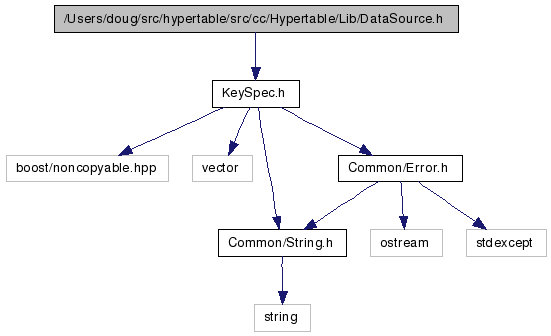 /Users/doug/src/hypertable/src/cc/Hypertable/Lib/DataSource.h
KeySpec.h
boost/noncopyable.hpp
vector
Common/Error.h
Common/String.h
ostream
stdexcept
string